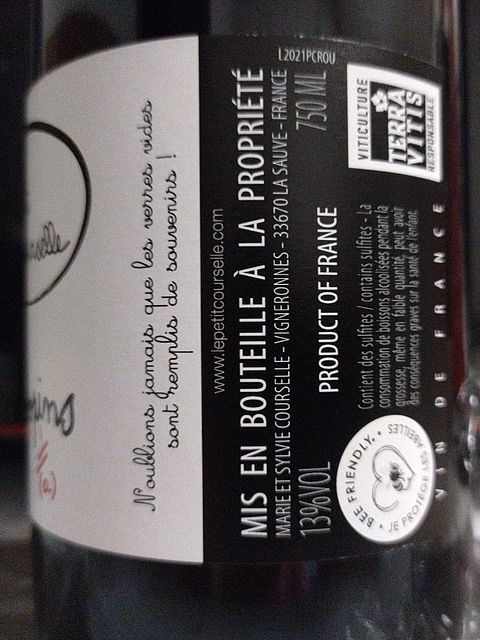 selle
Noublions jamais que les verres vides
sont remplis de souvenirs !
www.lepetitcourselle.com
L2021PCROU
MIS EN BOUTEILLE À LA PROPRIÉTÉ
MARIE ET SYLVIE COURSELLE - VIGNERONNES - 33670 LA SAUVE - FRANCE
13%VOL
750 ML
PRODUCT OF FRANCE
Contient des sulfites / contains sulfites - La
consommation de boissons alcoolisées pendant la
grossesse, même en faible quantité, peut avoir
des conséquences graves sur la santé de l'enfant.
VITICULTURE
TERRA
VITIS
RESPONSABLE
BEE FRIENDLY
JE PROTÈGE LES ABEILLES
VIN DE FRANCE